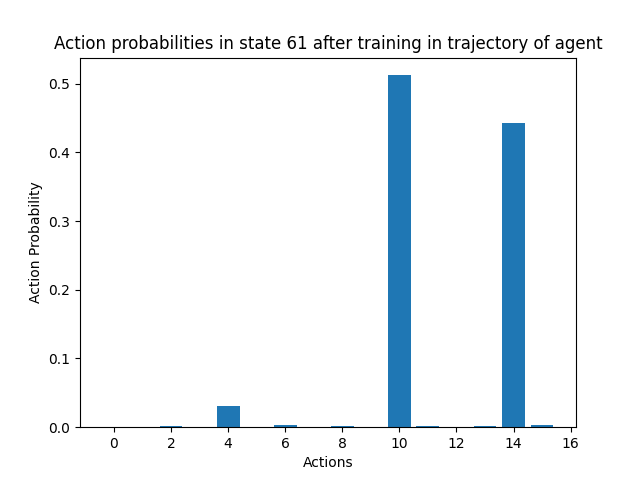 Action probabilities in state 61 after training in trajectory of agent
0.5
0.4
0.3
0.2
0.1
0.0
Action Probability
0 2 4 6 8 10 12 14 16
Actions